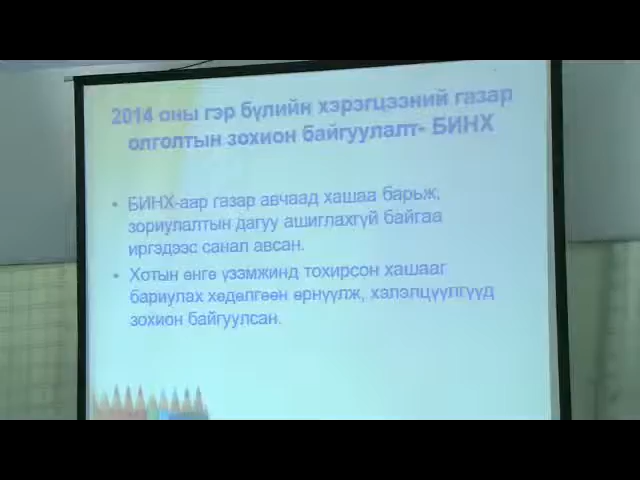 2014 оны гэр бүлийн хэрэгцээний газар
олголтын зохион байгуулалт- БИНХ
• БИНХ-аар газар авчаад хашаа барьж,
зориулалтын дагуу ашиглахгүй байгаа
иргэдээс санал авсан.
• Хотын өнгө үзэмжинд тохирсон хашааг
бариулах хөдөлгөөн өрнүүлж, хэлэлцүүлгүүд
зохион байгуулсан.